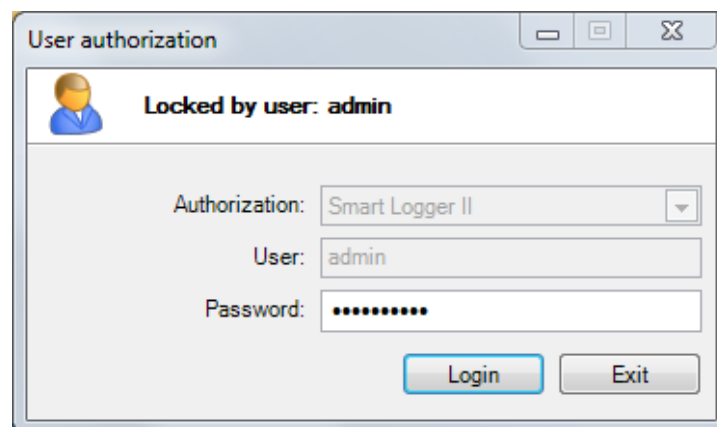 User authorization
Locked by user: admin
Authorization: Smart Logger II
User: admin
Password: ••••••••••
Login Exit